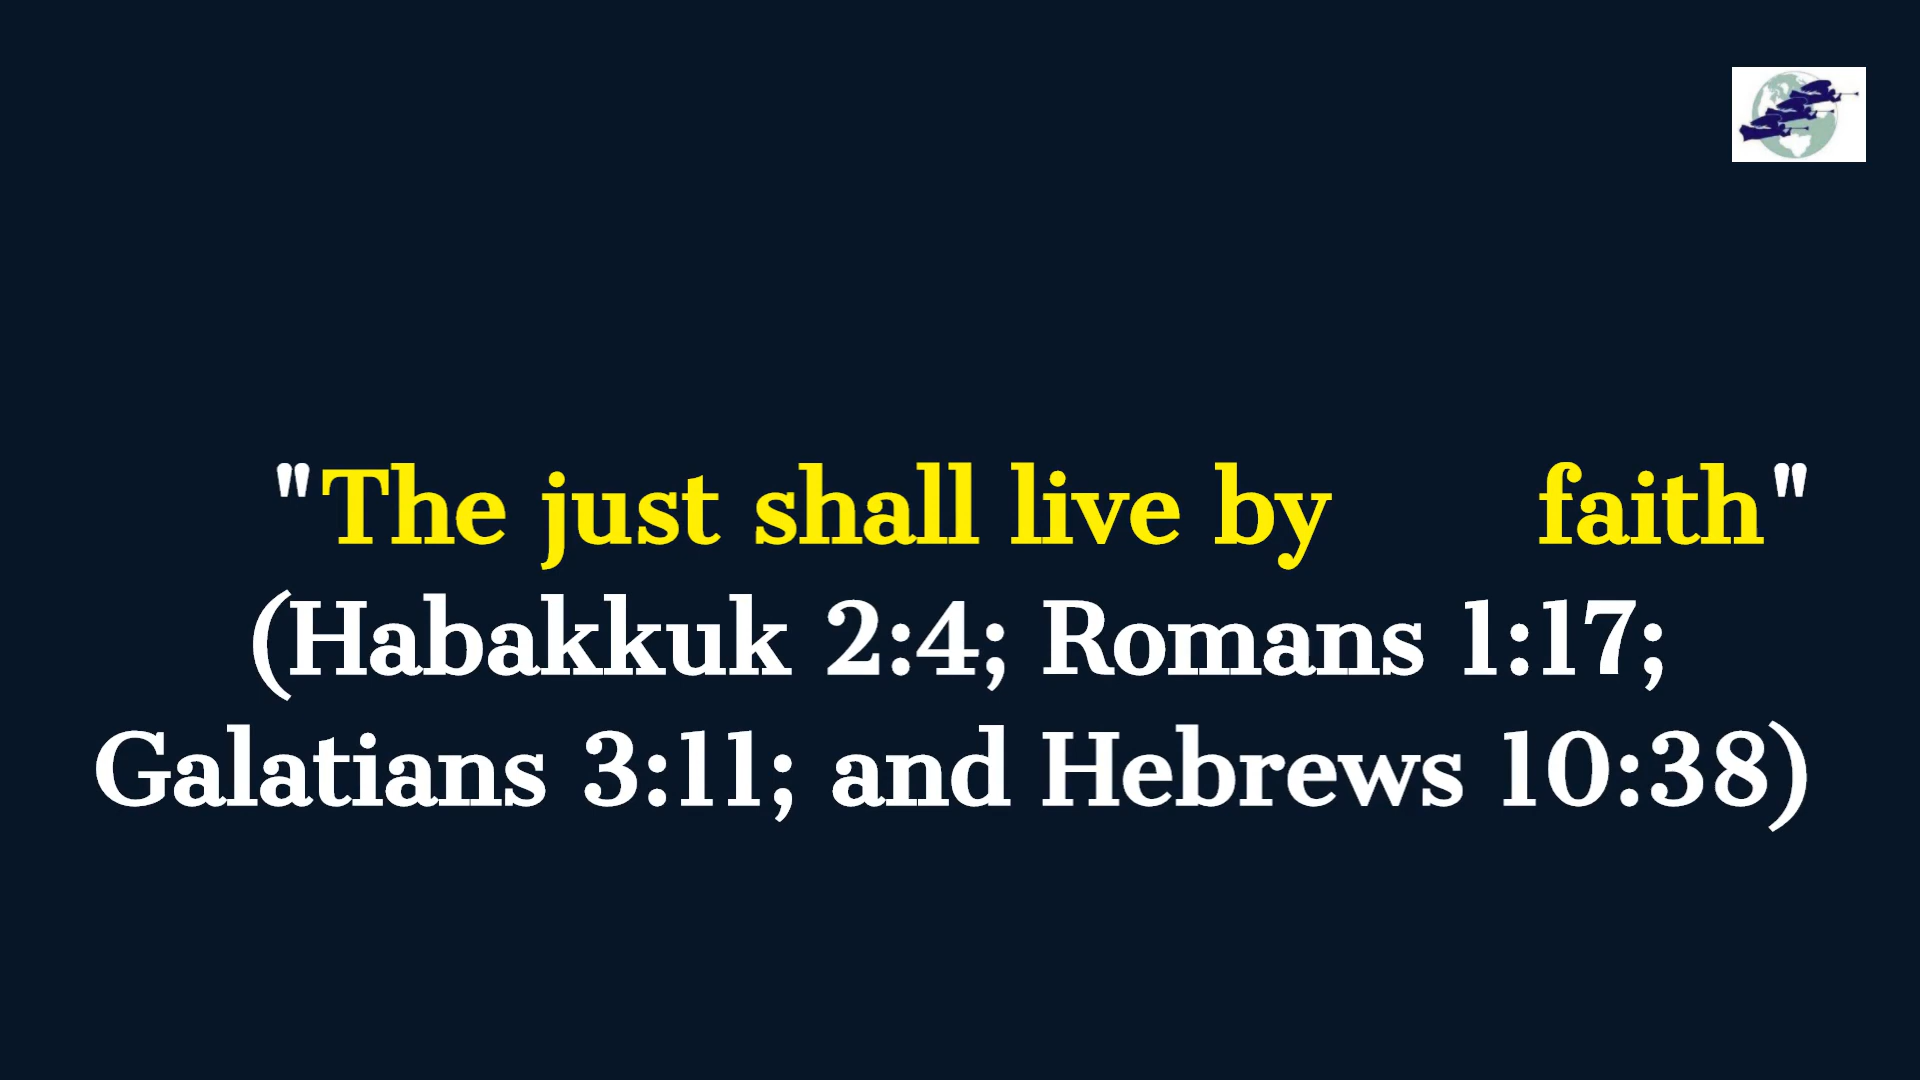 "The just shall live by faith"
(Habakkuk 2:4; Romans 1:17;
Galatians 3:11; and Hebrews 10:38)